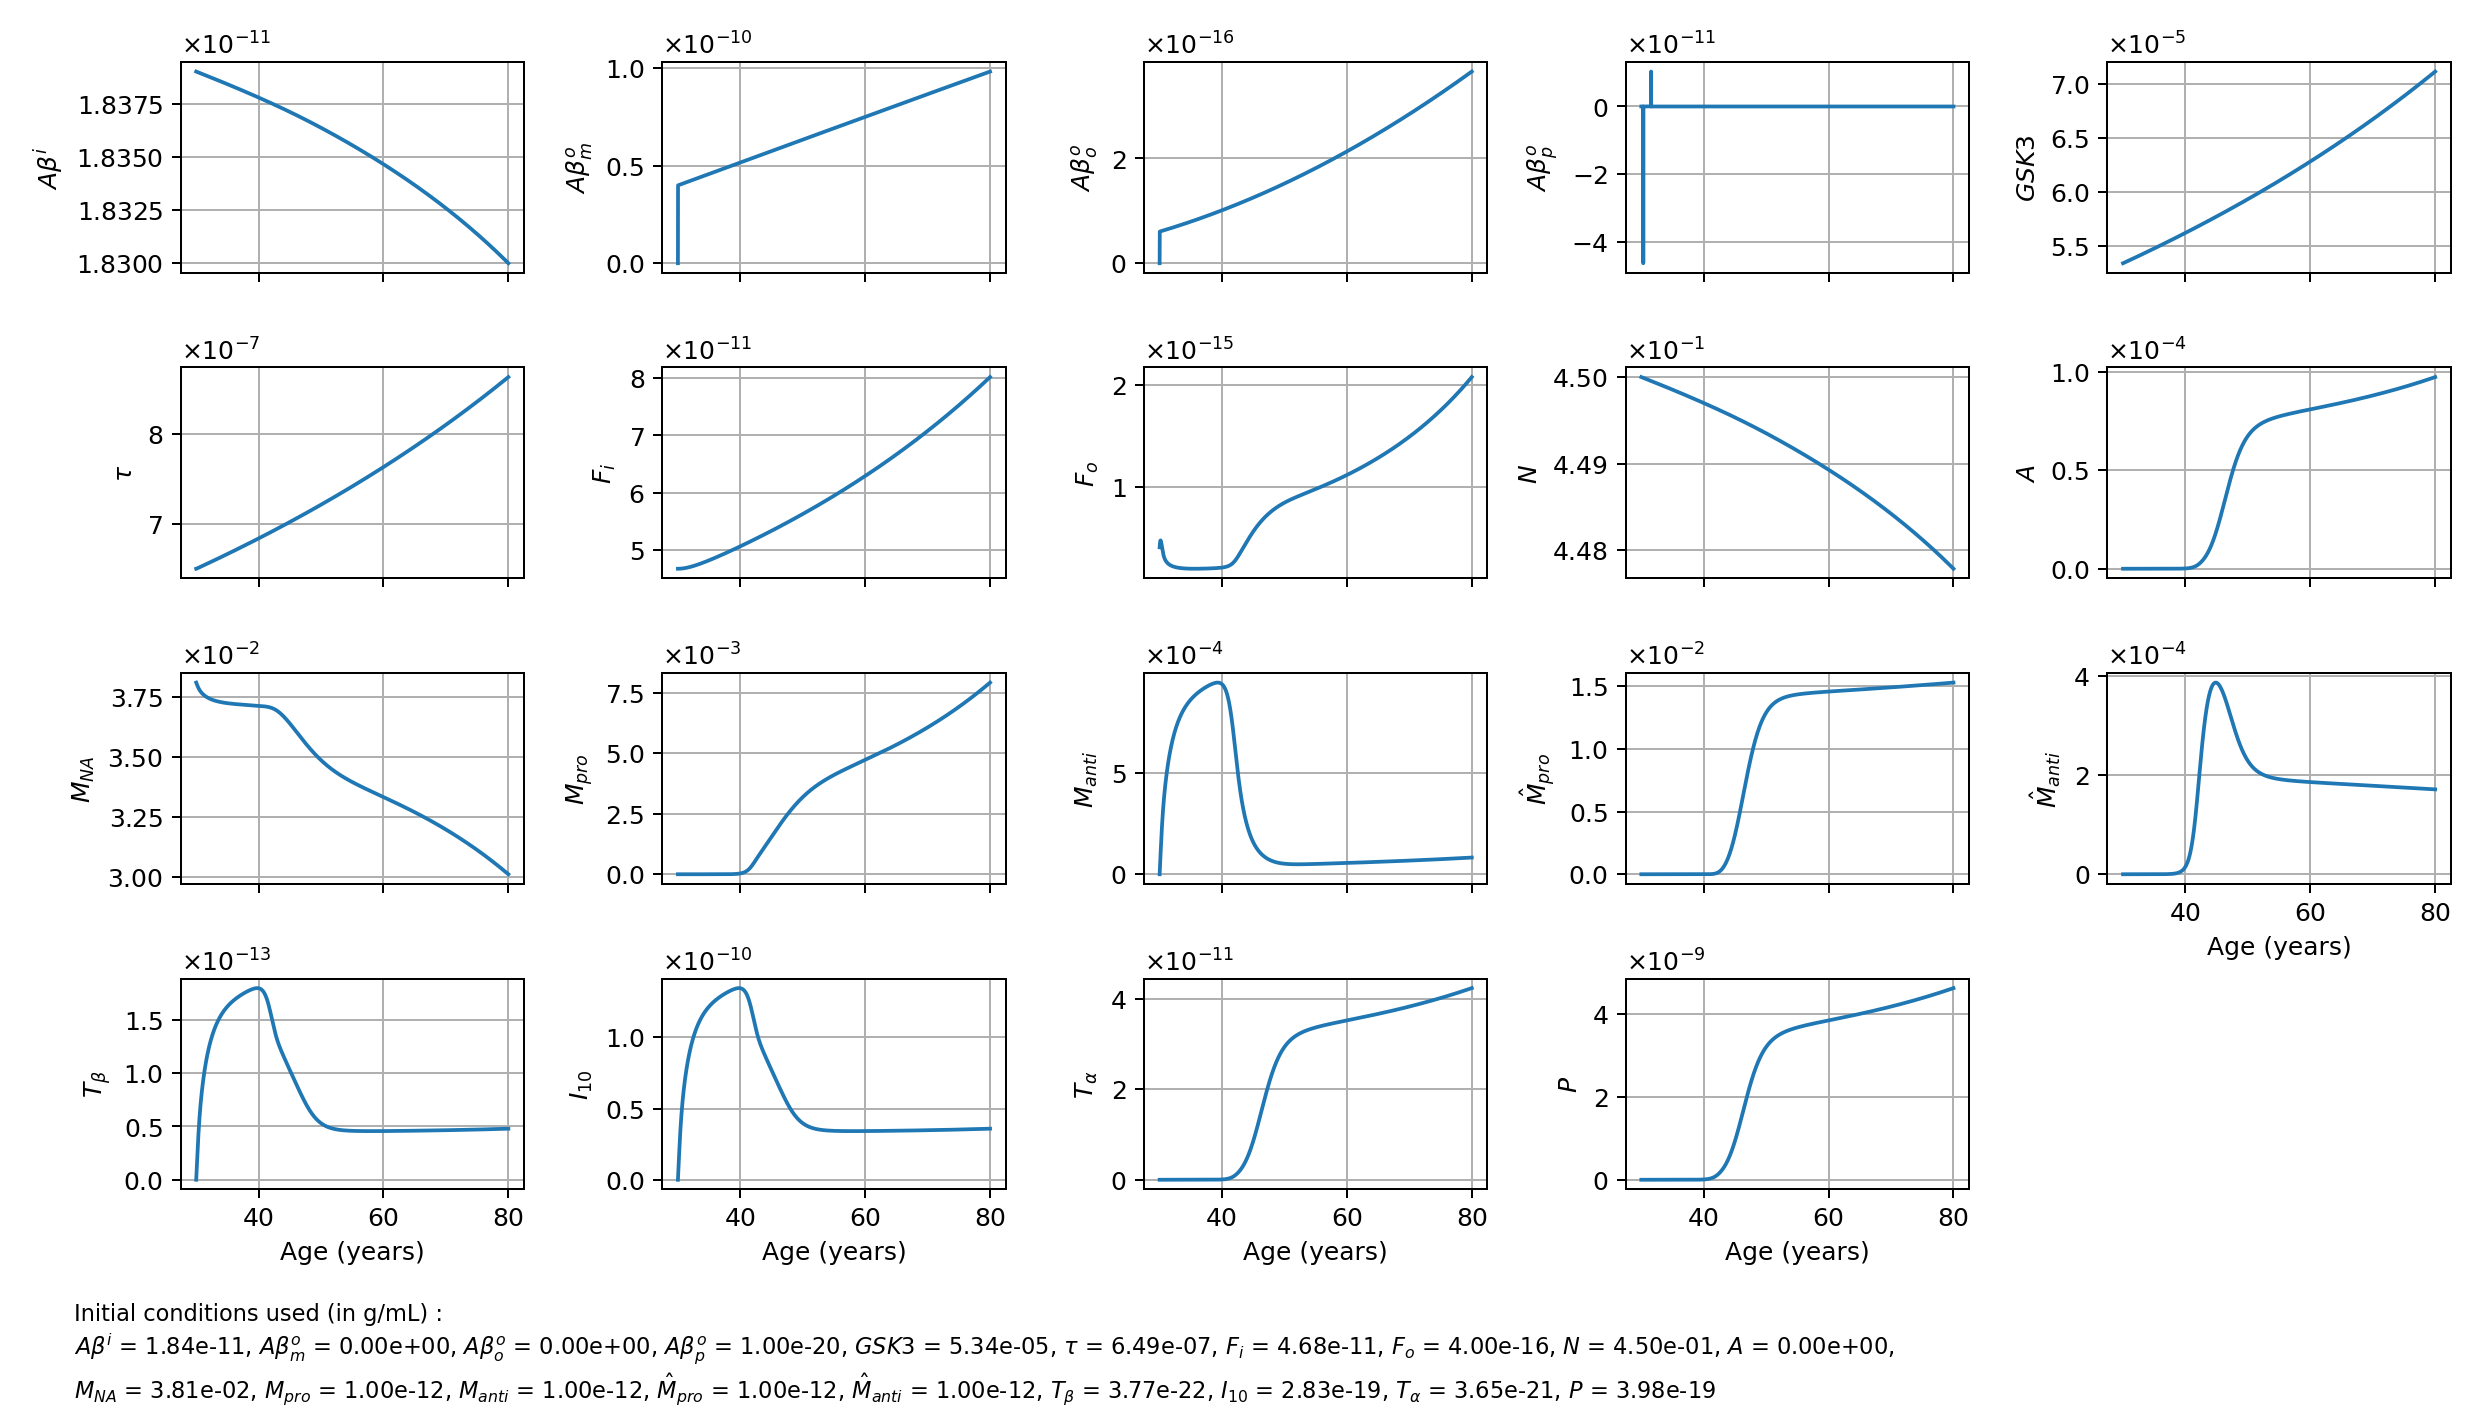 ×10⁻¹¹ ×10⁻¹⁰ ×10⁻¹⁶ ×10⁻¹¹ ×10⁻⁵
Aβⁱ 1.8375 1.8350 1.8325 1.8300
Aβₘᵒ 1.0 0.5 0.0
Aβₒᵒ 2 0
Aβₚᵒ 0 −2 −4
GSK3 7.0 6.5 6.0 5.5
×10⁻⁷ ×10⁻¹¹ ×10⁻¹⁵ ×10⁻¹ ×10⁻⁴
τ 8 7
Fᵢ 8 7 6 5
Fₒ 2 1
N 4.50 4.49 4.48
A 1.0 0.5 0.0
×10⁻² ×10⁻³ ×10⁻⁴ ×10⁻² ×10⁻⁴
M_NA 3.75 3.50 3.25 3.00
M_pro 7.5 5.0 2.5 0.0
M_anti 5 0
M̂_pro 1.5 1.0 0.5 0.0
M̂_anti 4 2 0
40 60 80
Age (years)
×10⁻¹³ ×10⁻¹⁰ ×10⁻¹¹ ×10⁻⁹
T_β 1.5 1.0 0.5 0.0
I₁₀ 1.0 0.5 0.0
T_α 4 2 0
P 4 2 0
40 60 80 40 60 80 40 60 80 40 60 80
Age (years) Age (years) Age (years) Age (years)
Initial conditions used (in g/mL) :
Aβⁱ = 1.84e-11, Aβₘᵒ = 0.00e+00, Aβₒᵒ = 0.00e+00, Aβₚᵒ = 1.00e-20, GSK3 = 5.34e-05, τ = 6.49e-07, Fᵢ = 4.68e-11, Fₒ = 4.00e-16, N = 4.50e-01, A = 0.00e+00,
M_NA = 3.81e-02, M_pro = 1.00e-12, M_anti = 1.00e-12, M̂_pro = 1.00e-12, M̂_anti = 1.00e-12, T_β = 3.77e-22, I₁₀ = 2.83e-19, T_α = 3.65e-21, P = 3.98e-19